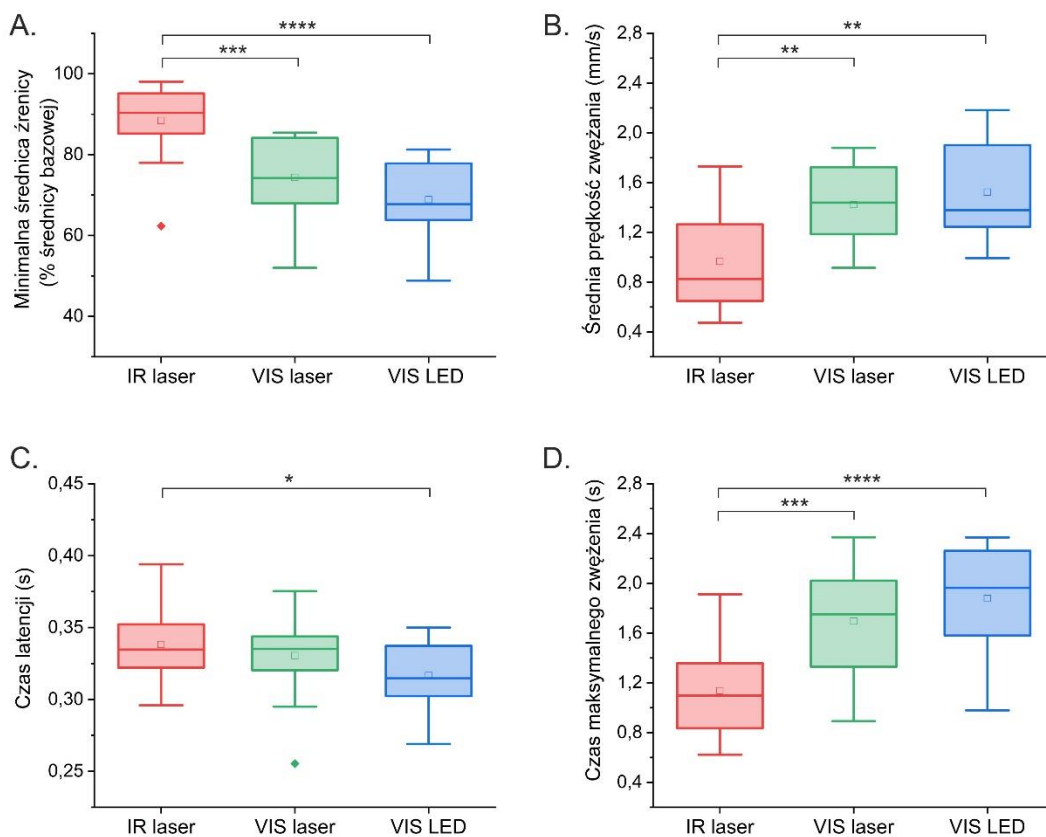 A.
****
***
Minimalna średnica źrenicy
(% średnicy bazowej)
100
80
60
40
IR laser VIS laser VIS LED
B.
**
**
Średnia prędkość zwężania (mm/s)
2,8
2,4
2,0
1,6
1,2
0,8
0,4
IR laser VIS laser VIS LED
C.
*
Czas latencji (s)
0,45
0,40
0,35
0,30
0,25
IR laser VIS laser VIS LED
D.
****
***
Czas maksymalnego zwężenia (s)
2,8
2,4
2,0
1,6
1,2
0,8
0,4
IR laser VIS laser VIS LED